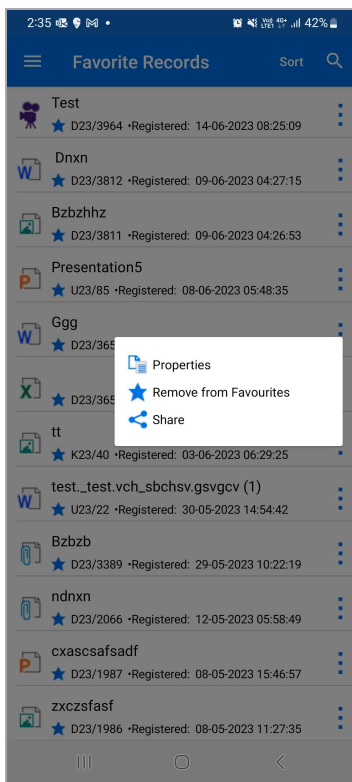 2:35
Vo) 4G+ LTE1 42%
Favorite Records Sort
Test
D23/3964 •Registered: 14-06-2023 08:25:09
Dnxn
D23/3812 •Registered: 09-06-2023 04:27:15
Bzbzhhz
D23/3811 •Registered: 09-06-2023 04:26:53
Presentation5
U23/85 •Registered: 08-06-2023 05:48:35
Ggg
D23/365
Properties
Remove from Favourites
D23/365
Share
tt
K23/40 •Registered: 03-06-2023 06:29:25
test._test.vch_sbchsv.gsvgcv (1)
U23/22 •Registered: 30-05-2023 14:54:42
Bzbzb
D23/3389 •Registered: 29-05-2023 10:22:19
ndnxn
D23/2066 •Registered: 12-05-2023 05:58:49
cxascsafsadf
D23/1987 •Registered: 08-05-2023 15:46:57
zxczsfasf
D23/1986 •Registered: 08-05-2023 11:27:35